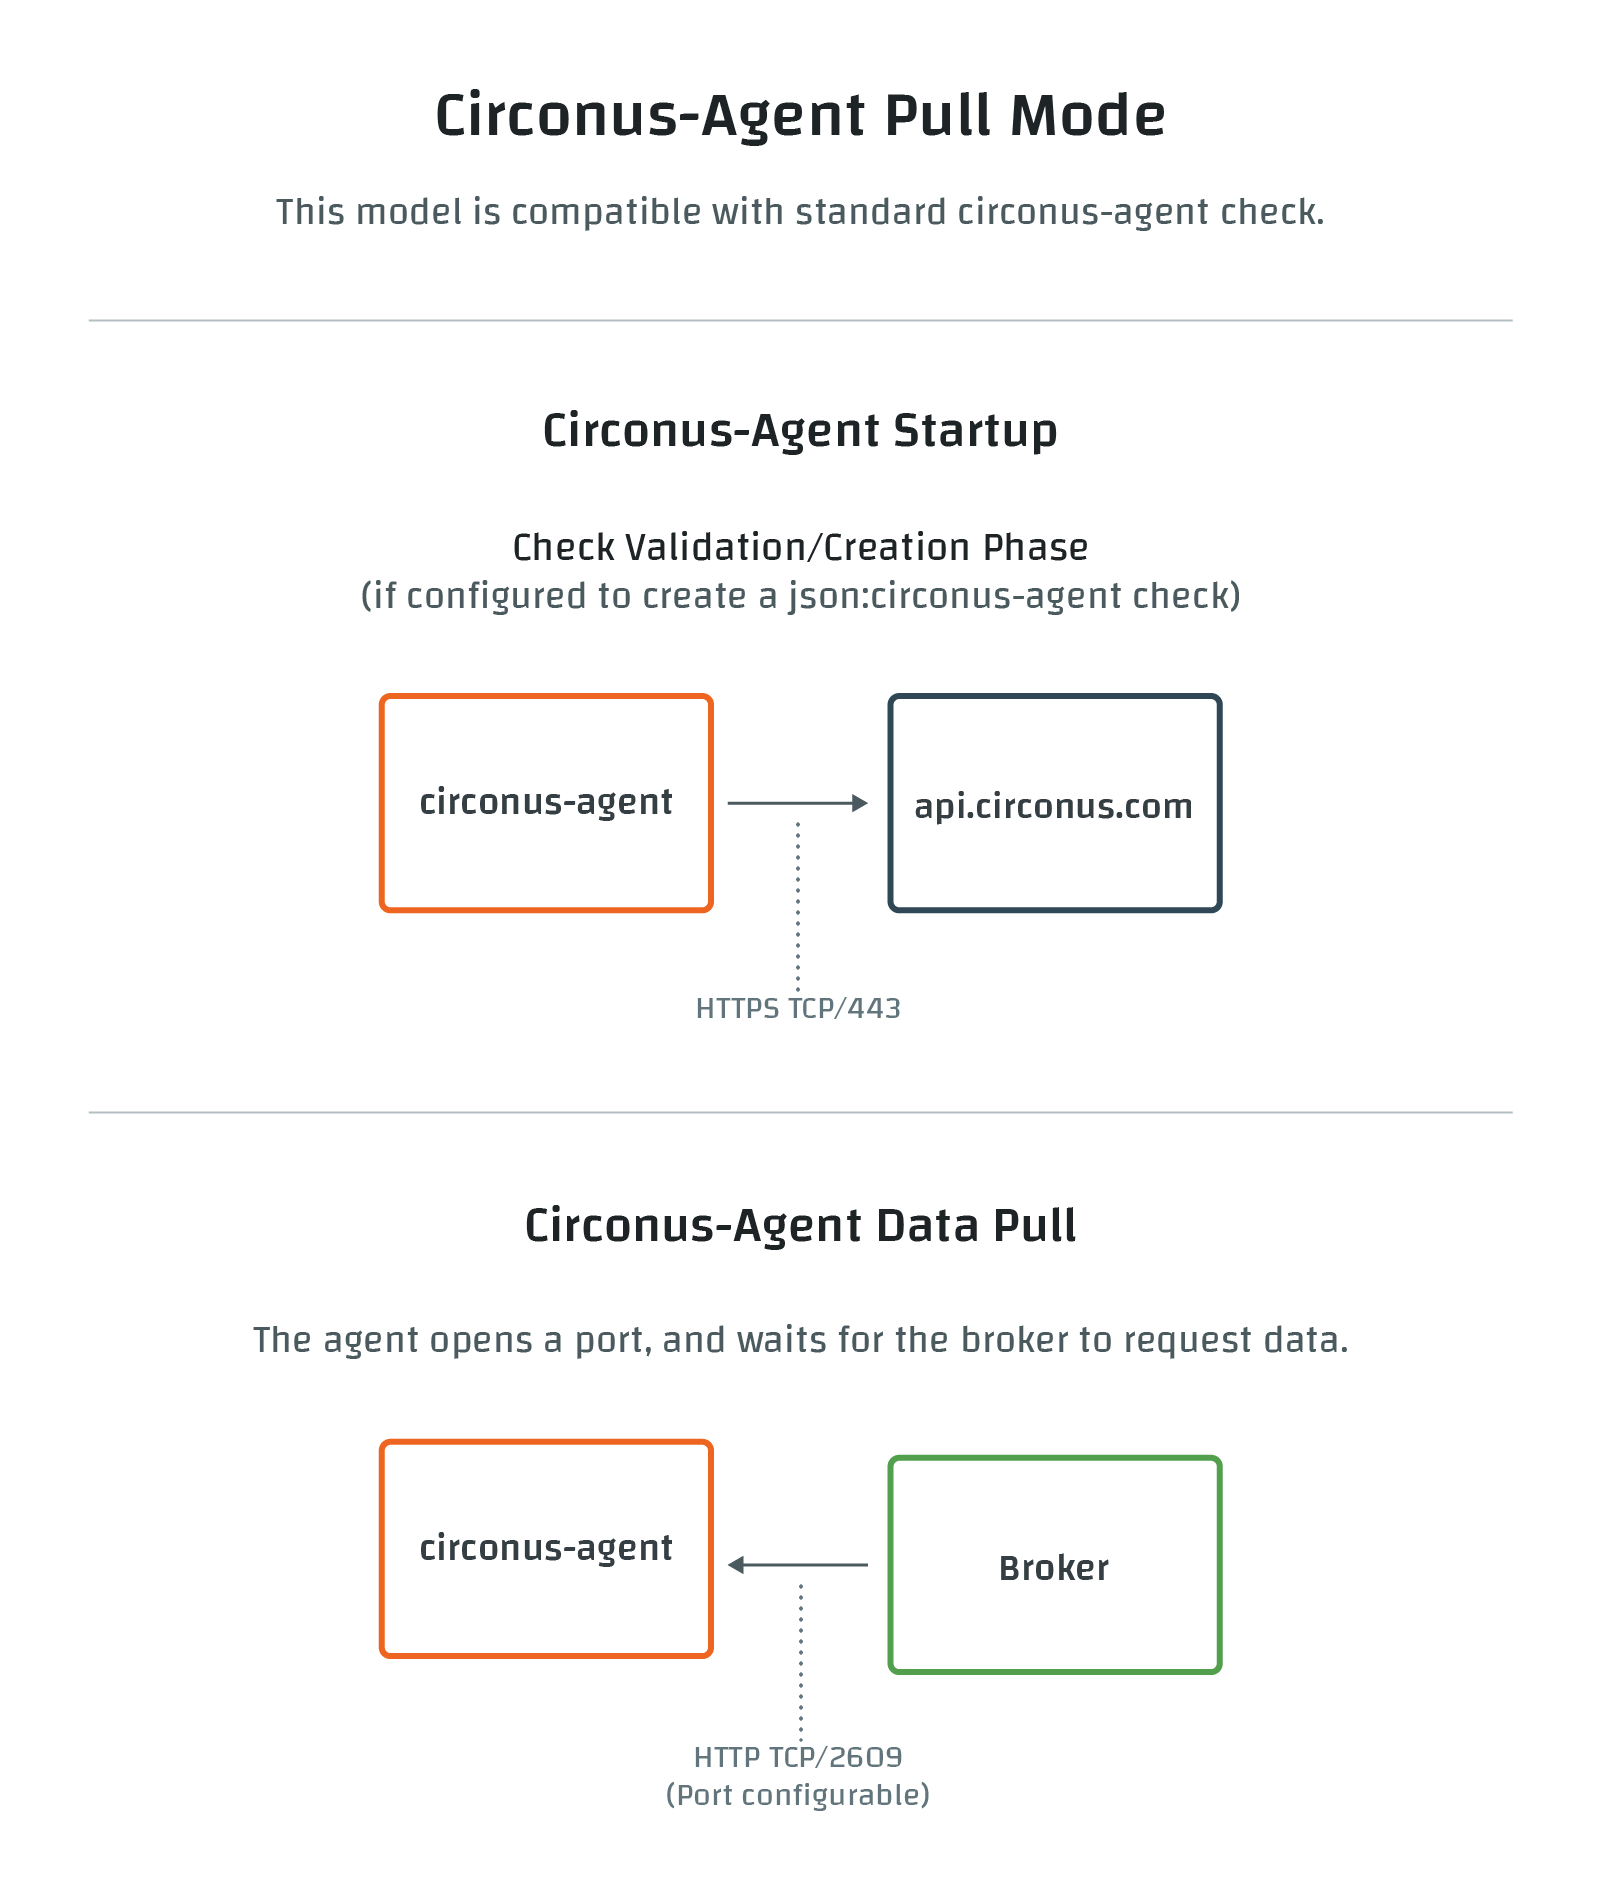 Circonus-Agent Pull Mode
This model is compatible with standard circonus-agent check.
Circonus-Agent Startup
Check Validation/Creation Phase
(if configured to create a json:circonus-agent check)
circonus-agent
api.circonus.com
HTTPS TCP/443
Circonus-Agent Data Pull
The agent opens a port, and waits for the broker to request data.
circonus-agent
Broker
HTTP TCP/2609
(Port configurable)